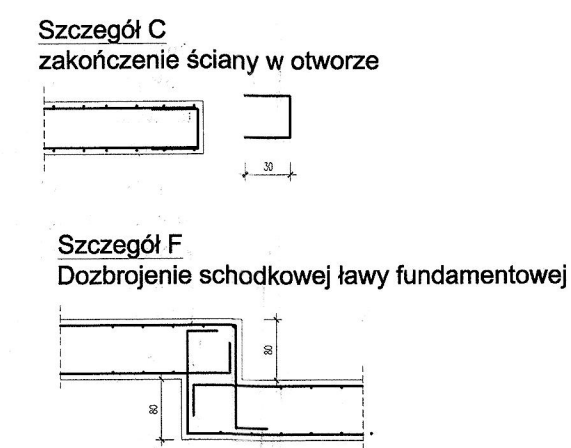 Szczegół C
zakończenie ściany w otworze
30
Szczegół F
Dozbrojenie schodkowej ławy fundamentowej
80
80